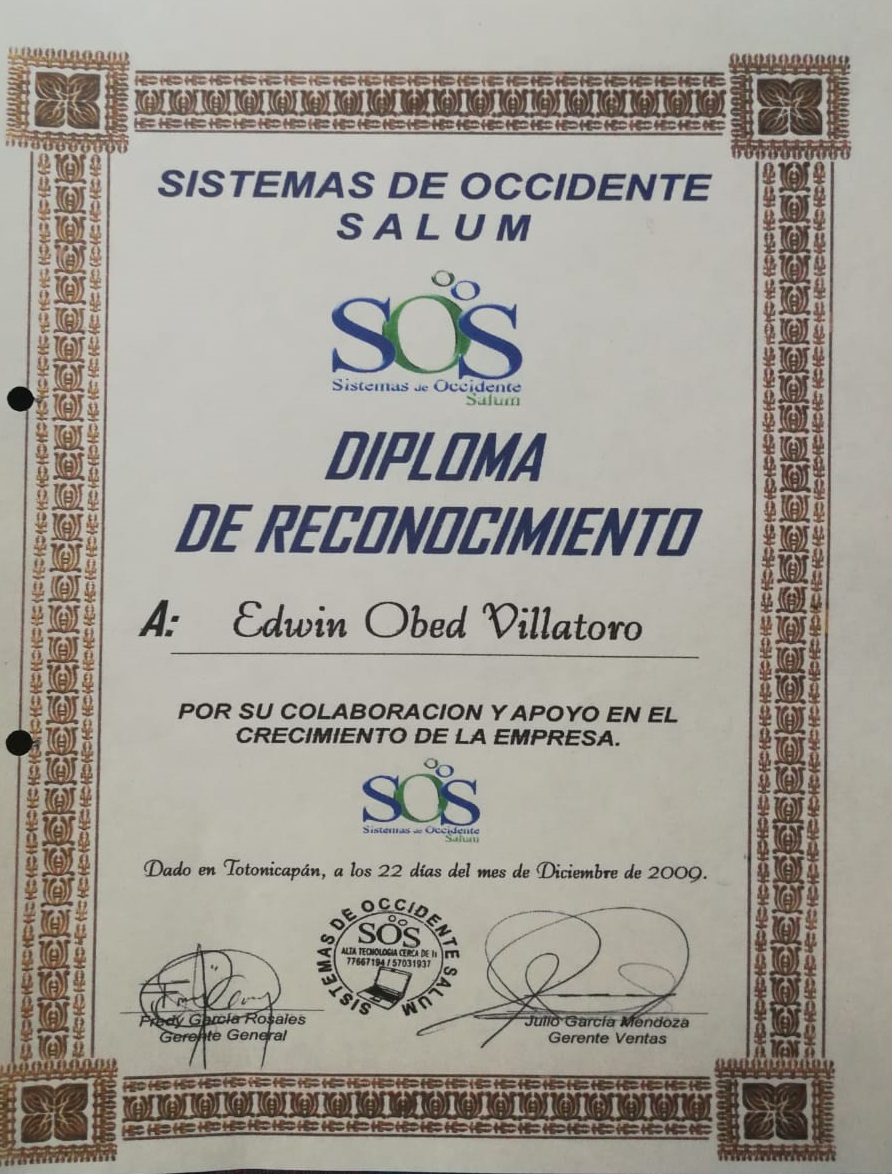 SISTEMAS DE OCCIDENTE
SALUM
SOS
Sistemas de Occidente
Salum
DIPLOMA
DE RECONOCIMIENTO
A: Edwin Obed Villatoro
POR SU COLABORACION Y APOYO EN EL
CRECIMIENTO DE LA EMPRESA.
SOS
Sistemas de Occidente
Salum
Dado en Totonicapán, a los 22 días del mes de Diciembre de 2009.
SISTEMAS DE OCCIDENTE SALUM
SOS
ALTA TECNOLOGIA CERCA DE
77667194 / 57031937
Fredy García Rosales
Gerente General
Julio García Mendoza
Gerente Ventas